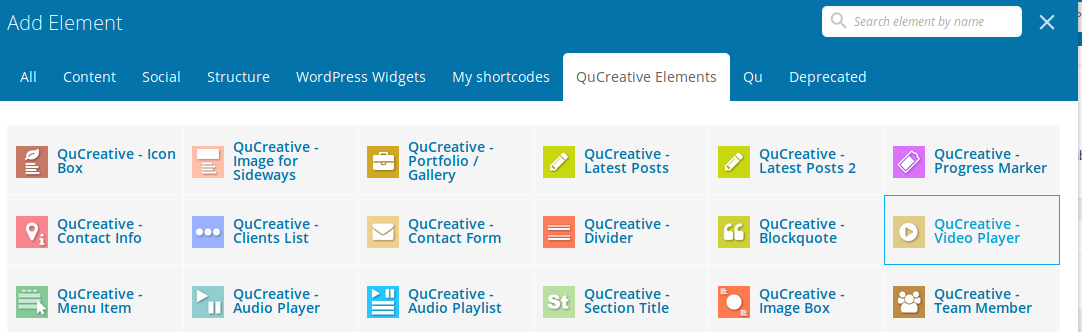 Add Element
Search element by name
All Content Social Structure WordPress Widgets My shortcodes QuCreative Elements Qu Deprecated
QuCreative - Icon
Box
QuCreative -
Image for
Sideways
QuCreative -
Portfolio /
Gallery
QuCreative -
Latest Posts
QuCreative -
Latest Posts 2
QuCreative -
Progress Marker
QuCreative -
Contact Info
QuCreative -
Clients List
QuCreative -
Contact Form
QuCreative -
Divider
QuCreative -
Blockquote
QuCreative -
Video Player
QuCreative -
Menu Item
QuCreative -
Audio Player
QuCreative -
Audio Playlist
St
QuCreative -
Section Title
QuCreative -
Image Box
QuCreative -
Team Member